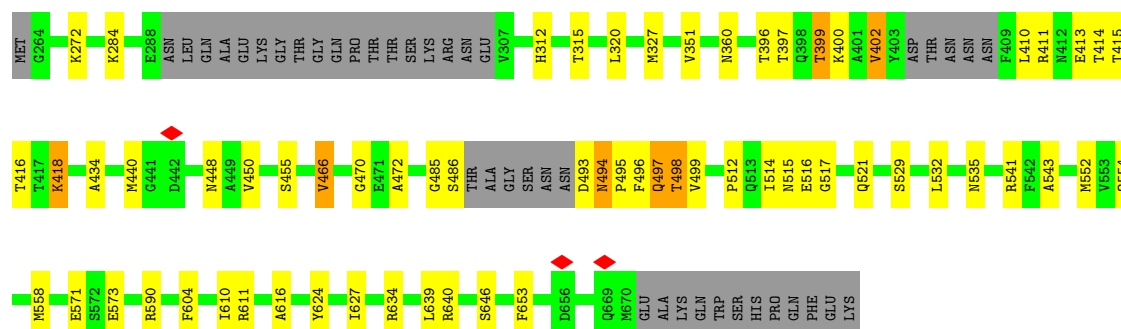 MET G264 K272 K284 E288 ASN LEU GLN ALA GLU LYS GLY THR GLY GLN PRO THR THR SER LYS ARG ASN GLU V307 H312 T315 L320 M327 V351 N360 T396 T397 Q398 T399 K400 A401 V402 Y403 ASP THR ASN ASN ASN F409 L410 R411 N412 E413 T414 T415
T416 T417 K418 A434 M440 G441 D442 N448 A449 V450 S455 V466 G470 E471 A472 G485 S486 THR ALA GLY SER ASN ASN D493 N494 P495 F496 Q497 T498 V499 P512 Q513 I514 N515 E516 G517 Q521 S529 L532 N535 R541 F542 A543 M552 V553
M558 E571 S572 E573 R590 F604 I610 R611 A616 Y624 I627 R634 L639 R640 S646 F653 D656 Q669 M670 GLU ALA LYS GLN TRP SER HIS PRO GLN PHE GLU LYS